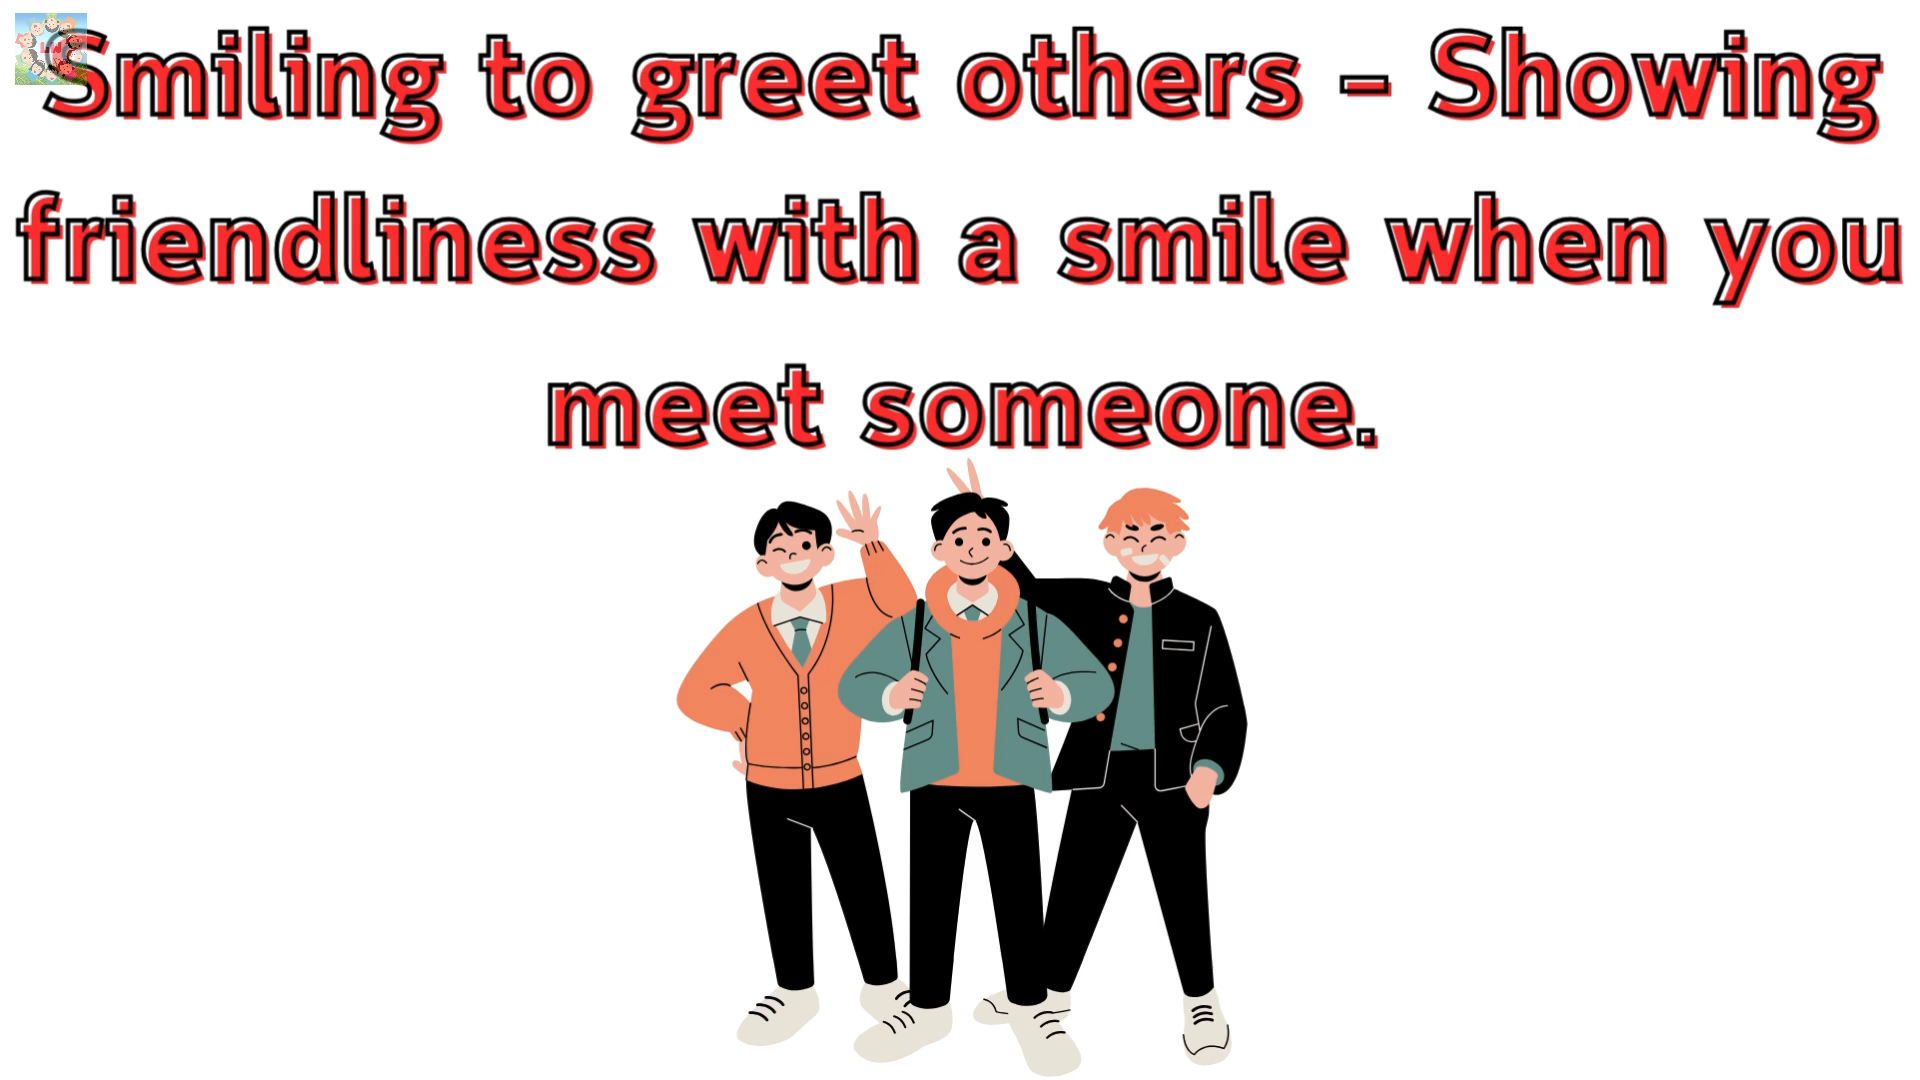 Smiling to greet others – Showing
friendliness with a smile when you
meet someone.